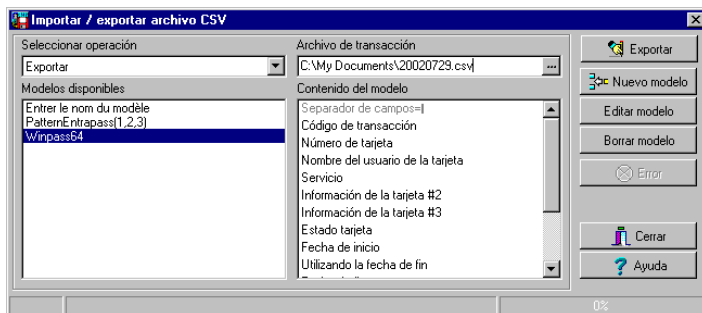 Importar / exportar archivo CSV
Seleccionar operación
Exportar
Modelos disponibles
Entrer le nom du modèle
PatternEntrapass(1,2,3)
Winpass64
Archivo de transacción
C:\My Documents\20020729.csv
...
Contenido del modelo
Separador de campos=|
Código de transacción
Número de tarjeta
Nombre del usuario de la tarjeta
Servicio
Información de la tarjeta #2
Información de la tarjeta #3
Estado tarjeta
Fecha de inicio
Utilizando la fecha de fin
Exportar
Nuevo modelo
Editar modelo
Borrar modelo
Error
Cerrar
Ayuda
0%